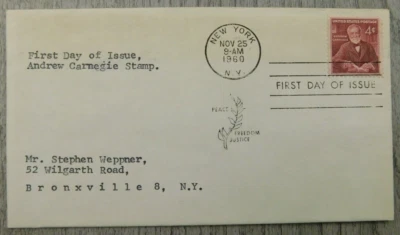 First Day of Issue,
Andrew Carnegie Stamp.
NEW YORK
NOV 25
9-AM
1960
N.Y.
4¢
FIRST DAY OF ISSUE
PEACE
FREEDOM
JUSTICE
Mr. Stephen Weppner,
52 Wilgarth Road,
Bronxville 8, N.Y.